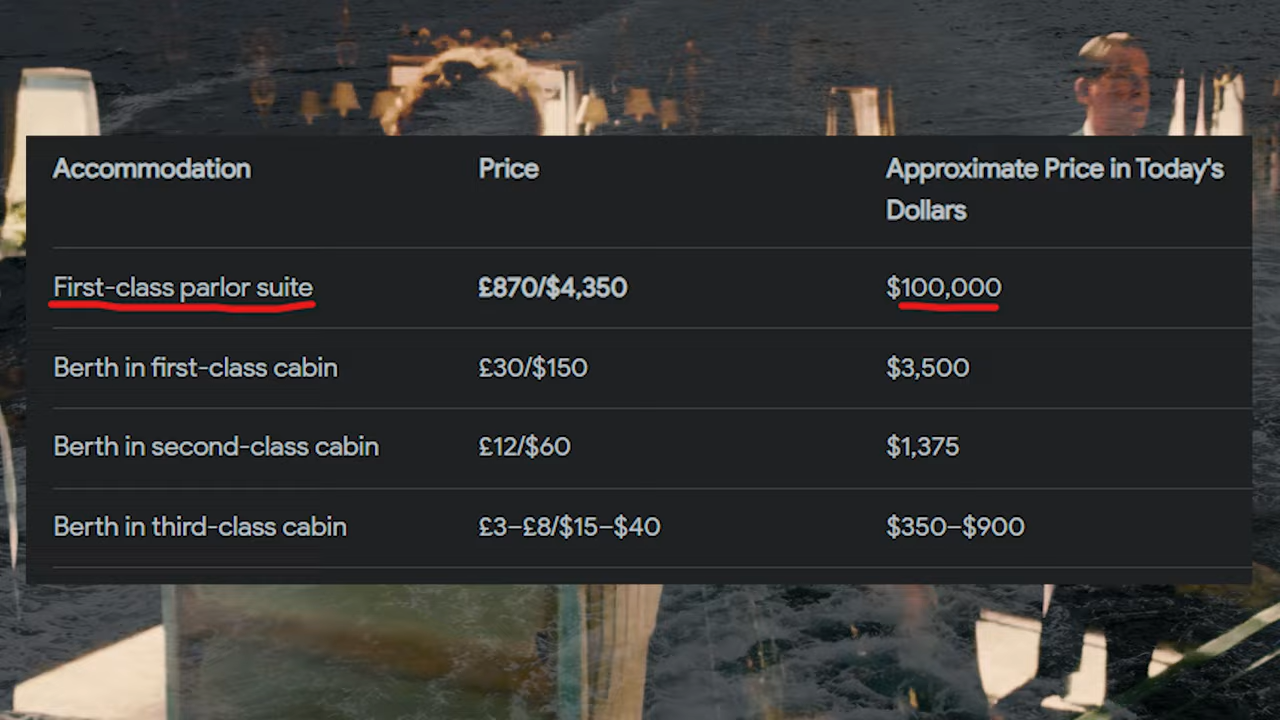 Accommodation Price Approximate Price in Today's
Dollars
First-class parlor suite £870/$4,350 $100,000
Berth in first-class cabin £30/$150 $3,500
Berth in second-class cabin £12/$60 $1,375
Berth in third-class cabin £3–£8/$15–$40 $350–$900